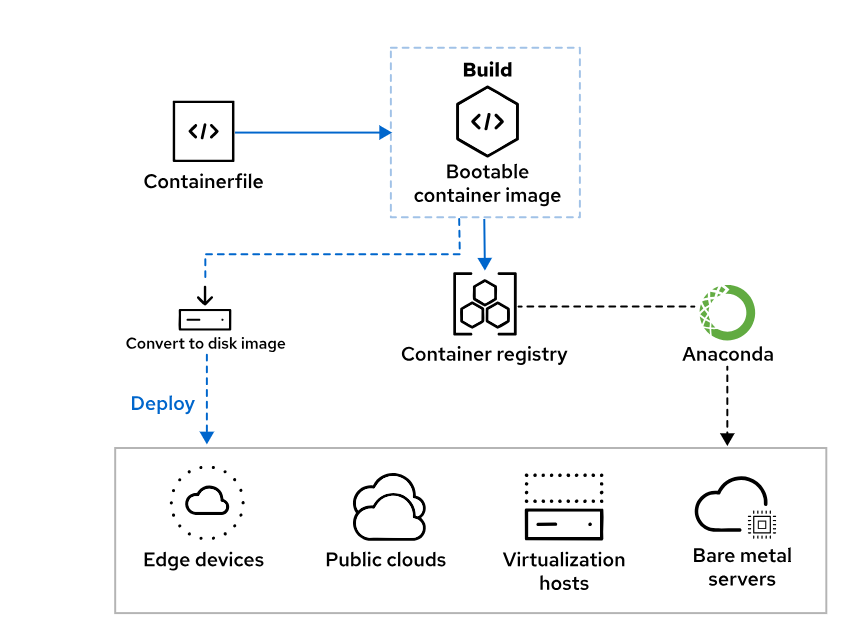 Build
</>
</>
Containerfile
Bootable
container image
Convert to disk image
Container registry
Anaconda
Deploy
Edge devices
Public clouds
Virtualization
hosts
Bare metal
servers